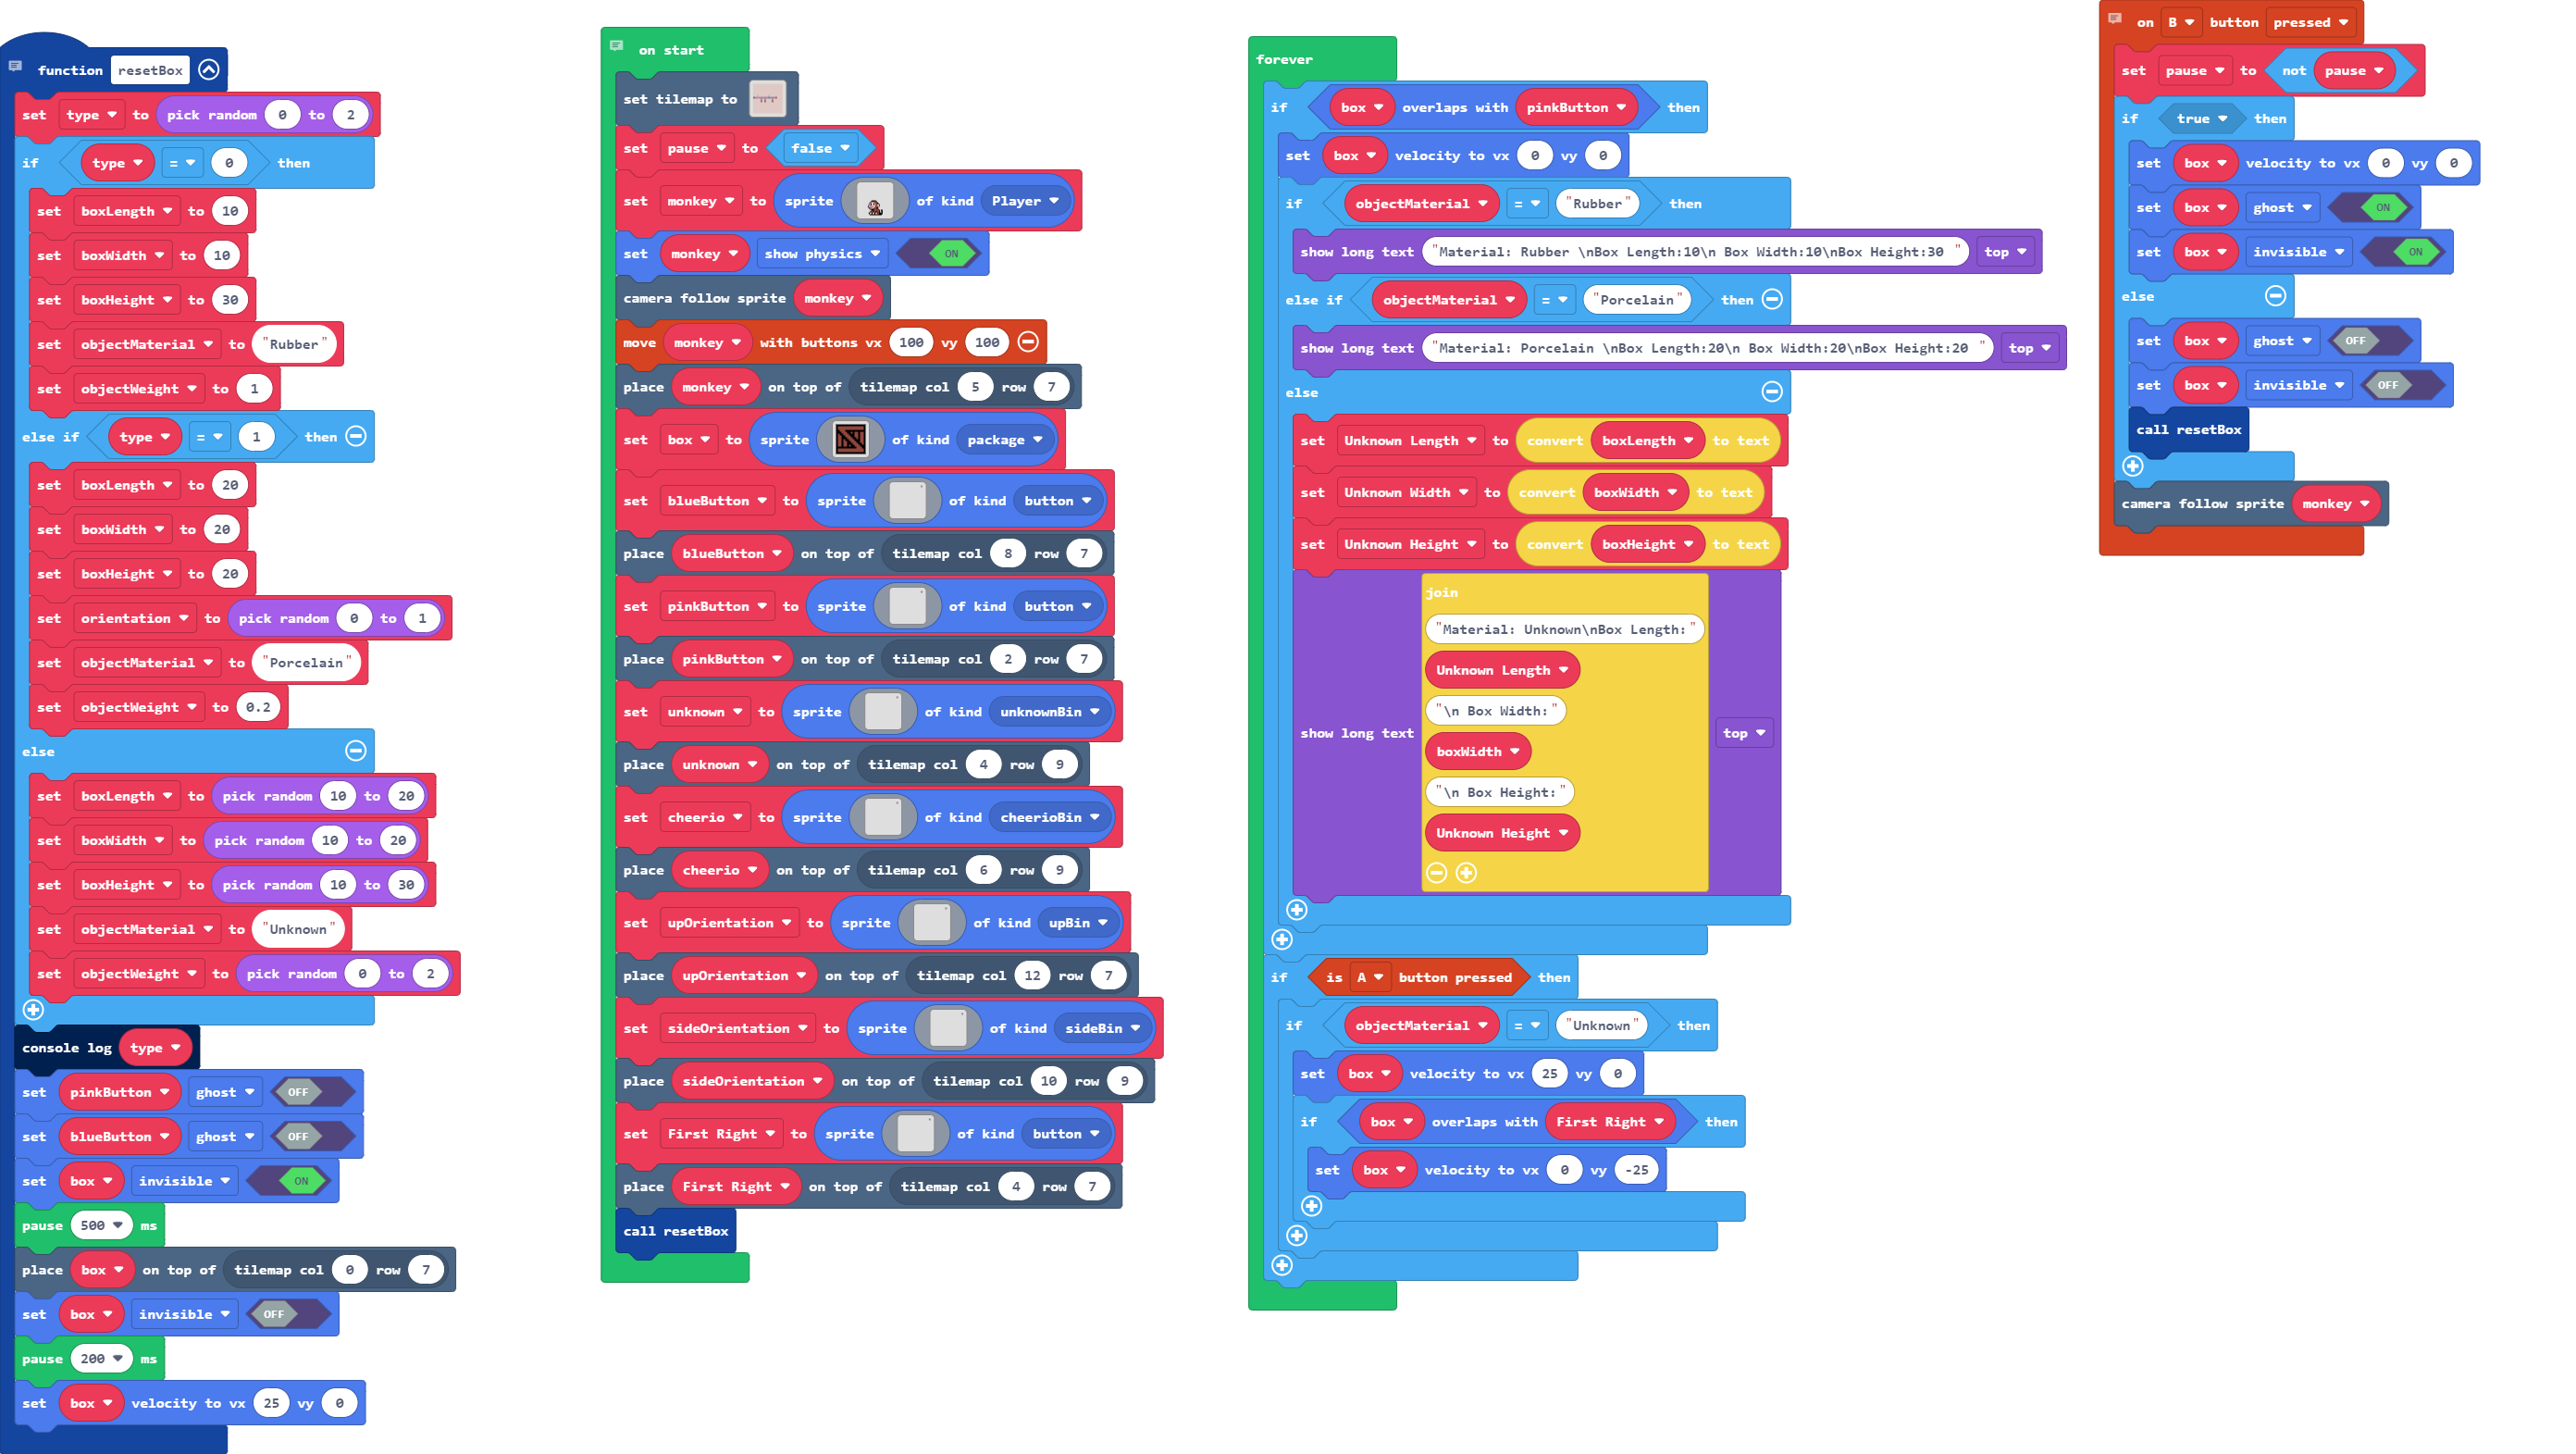 function resetBox
set type to pick random 0 to 2
if type = 0 then
set boxLength to 10
set boxWidth to 10
set boxHeight to 30
set objectMaterial to "Rubber"
set objectWeight to 1
else if type = 1 then
set boxLength to 20
set boxWidth to 20
set boxHeight to 20
set orientation to pick random 0 to 1
set objectMaterial to "Porcelain"
set objectWeight to 0.2
else
set boxLength to pick random 10 to 20
set boxWidth to pick random 10 to 20
set boxHeight to pick random 10 to 30
set objectMaterial to "Unknown"
set objectWeight to pick random 0 to 2
console log type
set pinkButton ghost OFF
set blueButton ghost OFF
set box invisible ON
pause 500 ms
place box on top of tilemap col 0 row 7
set box invisible OFF
pause 200 ms
set box velocity to vx 25 vy 0
on start
set tilemap to
set pause to false
set monkey to sprite of kind Player
set monkey show physics ON
camera follow sprite monkey
move monkey with buttons vx 100 vy 100
place monkey on top of tilemap col 5 row 7
set box to sprite of kind package
set blueButton to sprite of kind button
place blueButton on top of tilemap col 8 row 7
set pinkButton to sprite of kind button
place pinkButton on top of tilemap col 2 row 7
set unknown to sprite of kind unknownBin
place unknown on top of tilemap col 4 row 9
set cheerio to sprite of kind cheerioBin
place cheerio on top of tilemap col 6 row 9
set upOrientation to sprite of kind upBin
place upOrientation on top of tilemap col 12 row 7
set sideOrientation to sprite of kind sideBin
place sideOrientation on top of tilemap col 10 row 9
set First Right to sprite of kind button
place First Right on top of tilemap col 4 row 7
call resetBox
forever
if box overlaps with pinkButton then
set box velocity to vx 0 vy 0
if objectMaterial = "Rubber" then
show long text "Material: Rubber \nBox Length:10\n Box Width:10\nBox Height:30 " top
else if objectMaterial = "Porcelain" then
show long text "Material: Porcelain \nBox Length:20\n Box Width:20\nBox Height:20 " top
else
set Unknown Length to convert boxLength to text
set Unknown Width to convert boxWidth to text
set Unknown Height to convert boxHeight to text
join
"Material: Unknown\nBox Length:"
Unknown Length
"\n Box Width:"
show long text boxWidth top
"\n Box Height:"
Unknown Height
if is A button pressed then
if objectMaterial = "Unknown" then
set box velocity to vx 25 vy 0
if box overlaps with First Right then
set box velocity to vx 0 vy -25
on B button pressed
set pause to not pause
if true then
set box velocity to vx 0 vy 0
set box ghost ON
set box invisible ON
else
set box ghost OFF
set box invisible OFF
call resetBox
camera follow sprite monkey